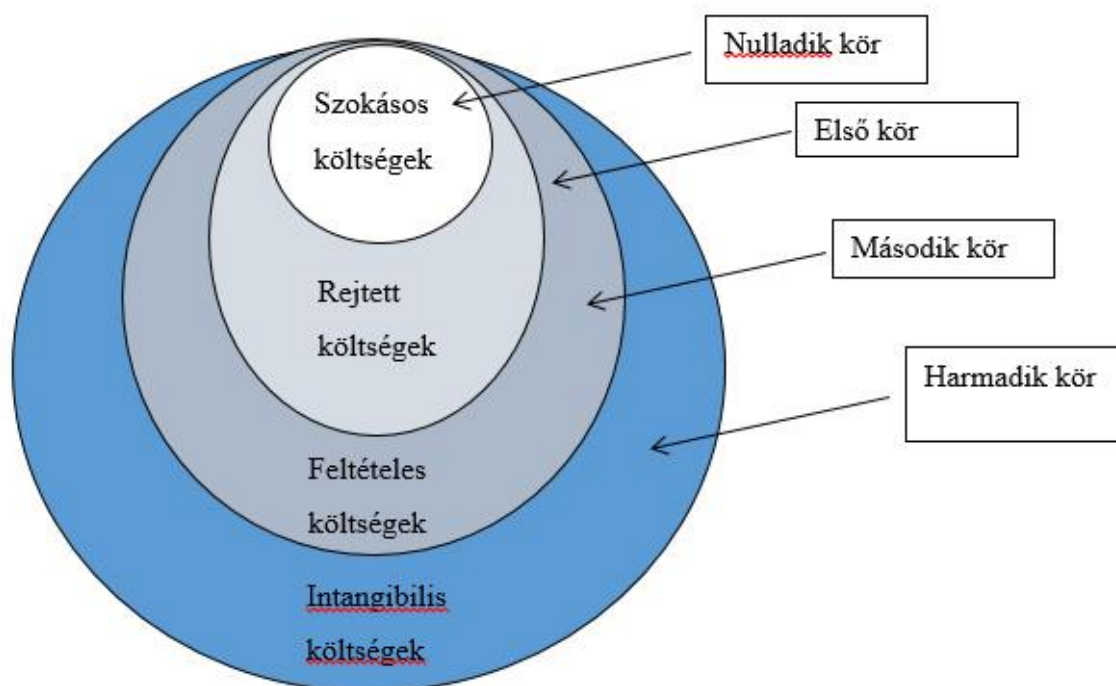 Nulladik kör
Szokásos
költségek
Első kör
Második kör
Rejtett
költségek
Harmadik kör
Feltételes
költségek
Intangibilis
költségek